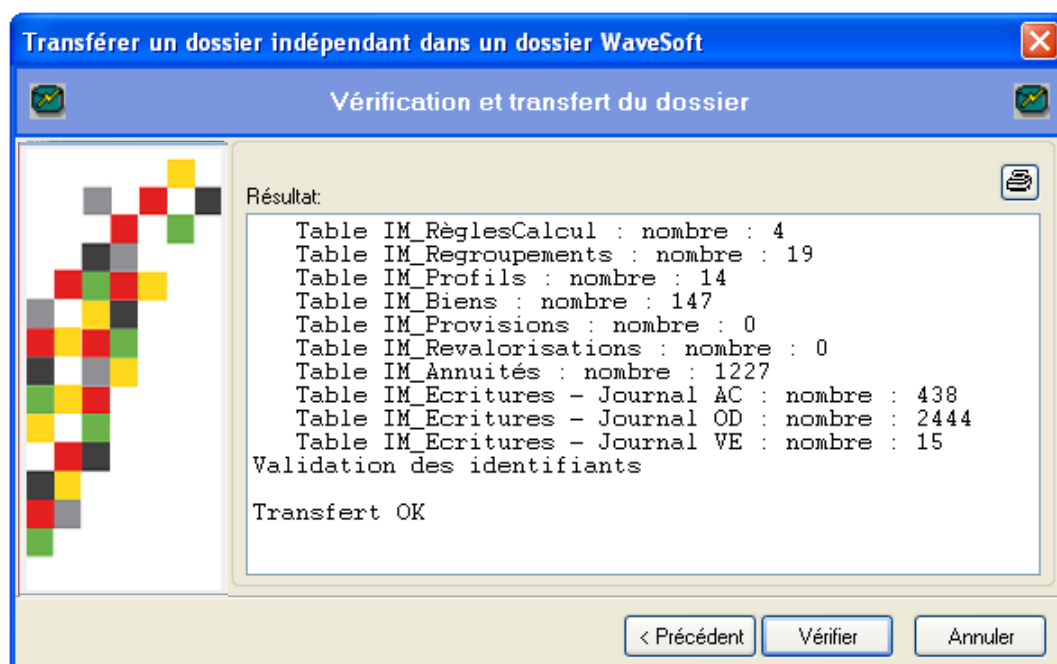 Transférer un dossier indépendant dans un dossier WaveSoft
Vérification et transfert du dossier
Résultat:
Table IM_RèglesCalcul : nombre : 4
Table IM_Regroupements : nombre : 19
Table IM_Profils : nombre : 14
Table IM_Biens : nombre : 147
Table IM_Provisions : nombre : 0
Table IM_Revalorisations : nombre : 0
Table IM_Annuités : nombre : 1227
Table IM_Ecritures – Journal AC : nombre : 438
Table IM_Ecritures – Journal OD : nombre : 2444
Table IM_Ecritures – Journal VE : nombre : 15
Validation des identifiants
Transfert OK
< Précédent Vérifier Annuler